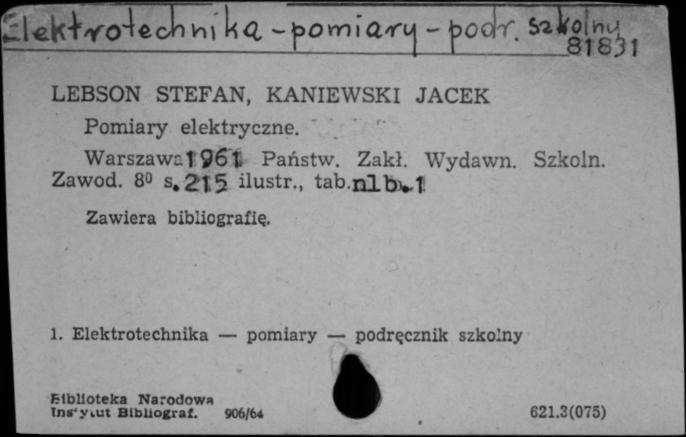 Elektrotechnika - pomiary - podr. szkolny
81831
LEBSON STEFAN, KANIEWSKI JACEK
Pomiary elektryczne.
Warszawa 1961 Państw. Zakł. Wydawn. Szkoln.
Zawod. 8⁰ s. 215 ilustr., tab. nlb. 1
Zawiera bibliografię.
1. Elektrotechnika — pomiary — podręcznik szkolny
Biblioteka Narodowa
Instytut Bibliograf. 906/64
621.3(075)